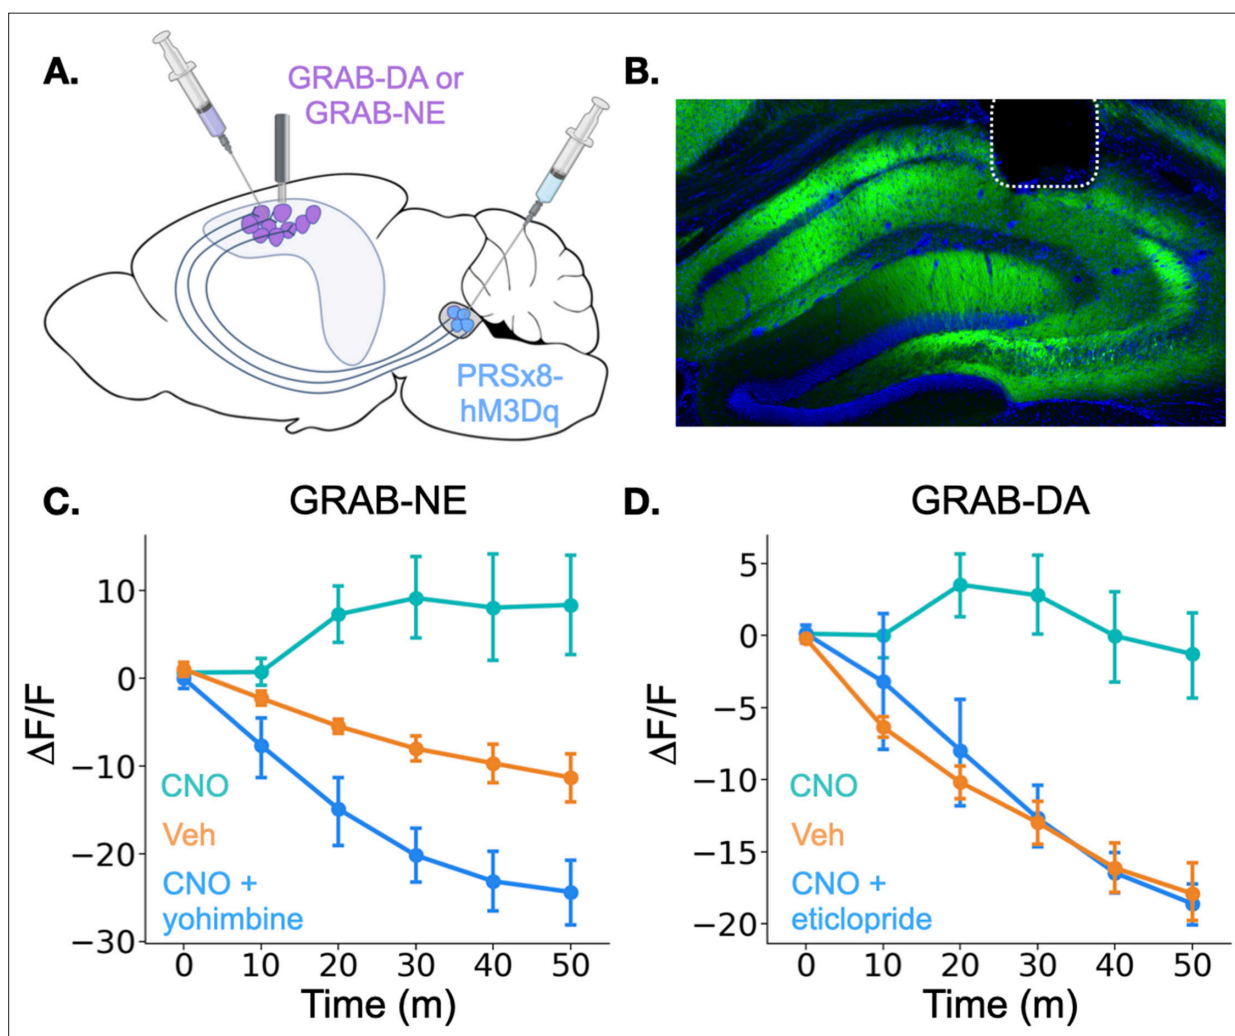 A.
GRAB-DA or
GRAB-NE
PRSx8-
hM3Dq
B.
C.
GRAB-NE
ΔF/F
10
0
−10
−20
−30
CNO
Veh
CNO +
yohimbine
0 10 20 30 40 50
Time (m)
D.
GRAB-DA
ΔF/F
5
0
−5
−10
−15
−20
CNO
Veh
CNO +
eticlopride
0 10 20 30 40 50
Time (m)